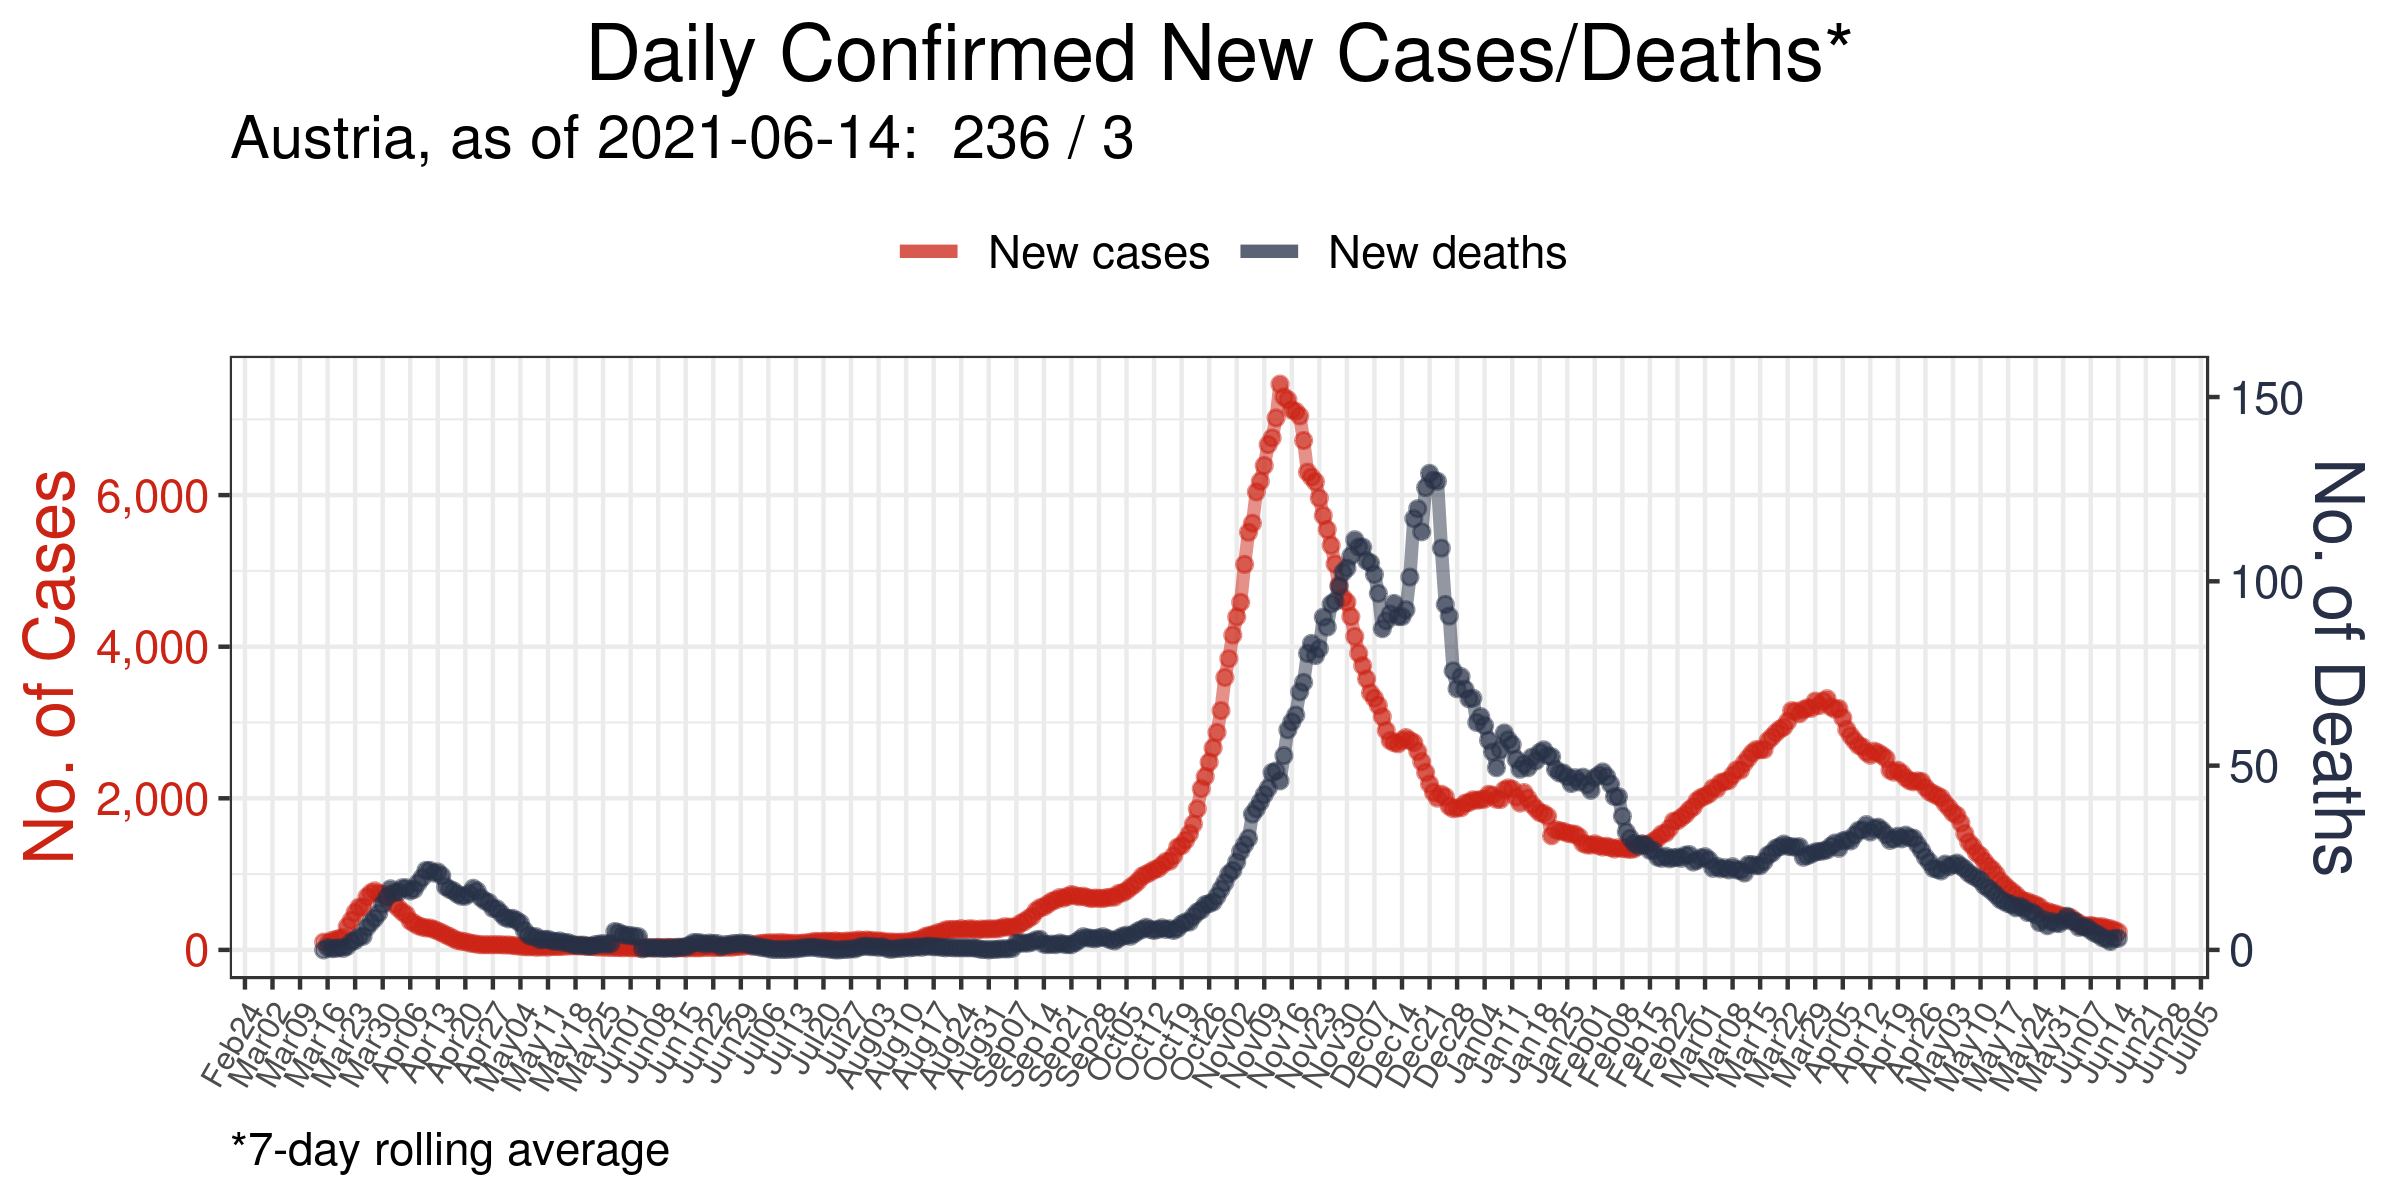 Daily Confirmed New Cases/Deaths*
Austria, as of 2021-06-14:  236 / 3
New cases
New deaths
No. of Cases
6,000
4,000
2,000
0
150
100
50
0
No. of Deaths
Feb24
Mar02
Mar09
Mar16
Mar23
Mar30
Apr06
Apr13
Apr20
Apr27
May04
May11
May18
May25
Jun01
Jun08
Jun15
Jun22
Jun29
Jul06
Jul13
Jul20
Jul27
Aug03
Aug10
Aug17
Aug24
Aug31
Sep07
Sep14
Sep21
Sep28
Oct05
Oct12
Oct19
Oct26
Nov02
Nov09
Nov16
Nov23
Nov30
Dec07
Dec14
Dec21
Dec28
Jan04
Jan11
Jan18
Jan25
Feb01
Feb08
Feb15
Feb22
Mar01
Mar08
Mar15
Mar22
Mar29
Apr05
Apr12
Apr19
Apr26
May03
May10
May17
May24
May31
Jun07
Jun14
Jun21
Jun28
Jul05
*7-day rolling average